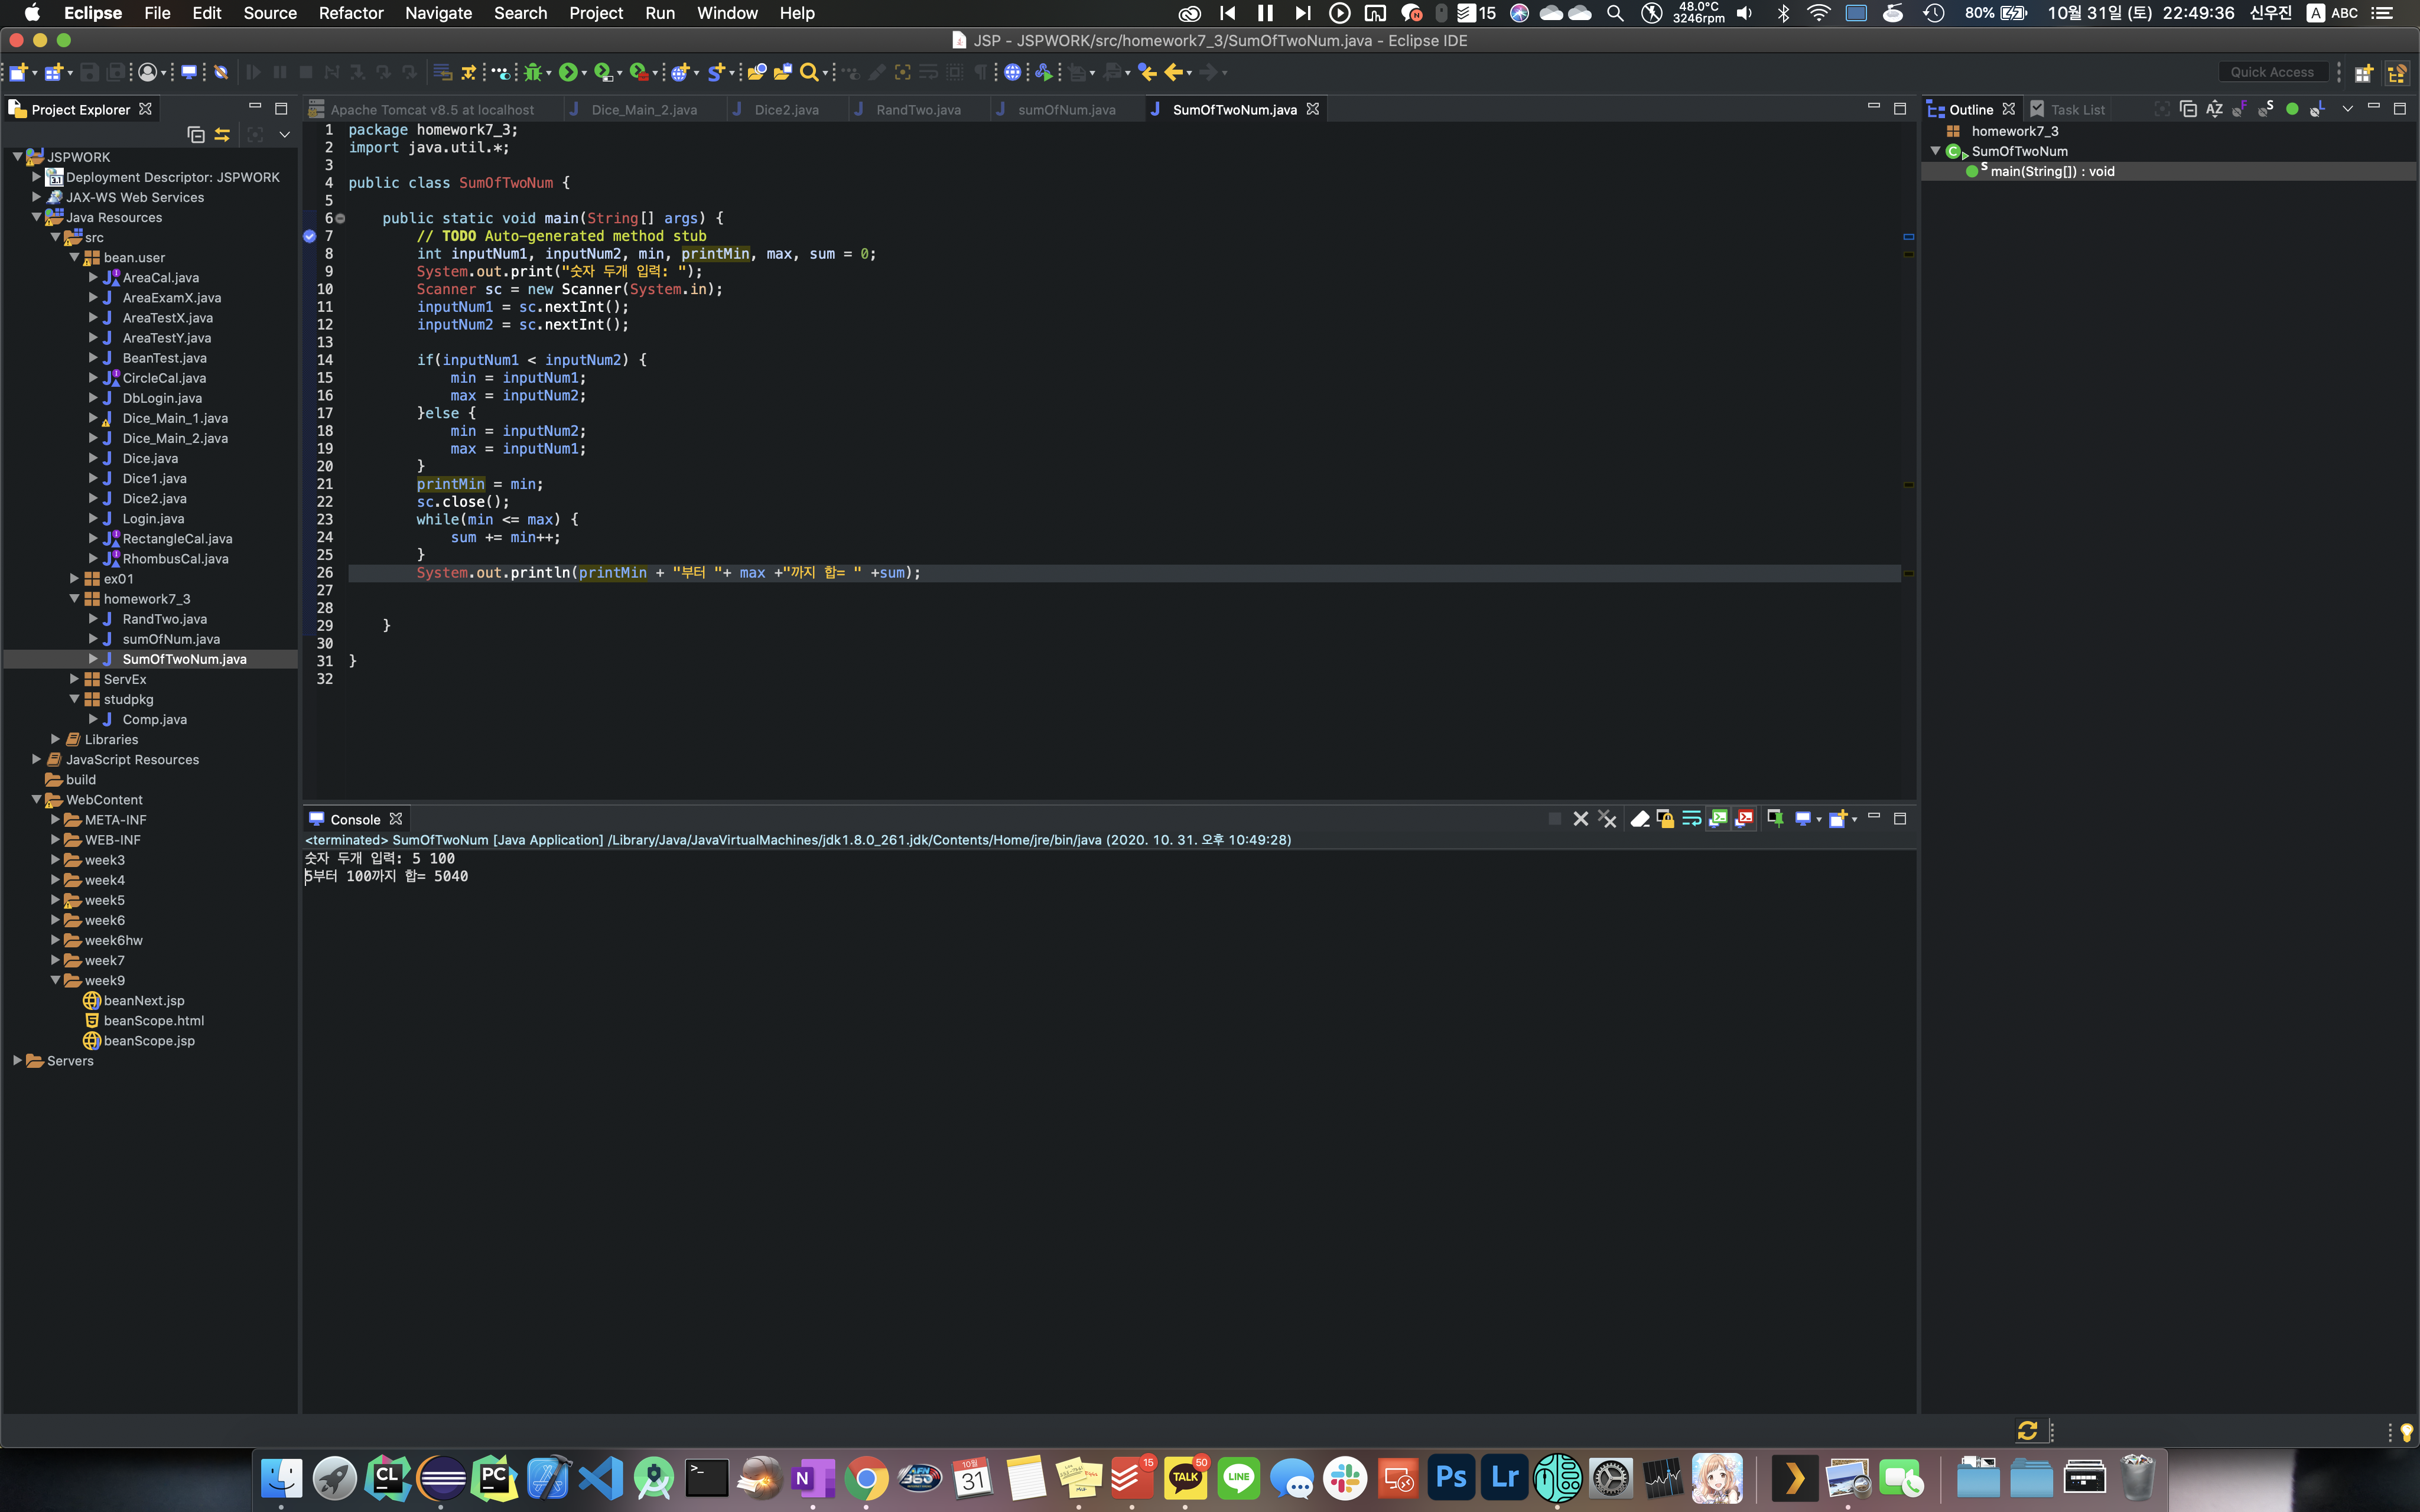 Eclipse File Edit Source Refactor Navigate Search Project Run Window Help 15 48.0°C 3246rpm 80% 10월 31일 (토) 22:49:36 신우진 A ABC
JSP - JSPWORK/src/homework7_3/SumOfTwoNum.java - Eclipse IDE
Quick Access
Project Explorer
JSPWORK
Deployment Descriptor: JSPWORK
JAX-WS Web Services
Java Resources
src
bean.user
AreaCal.java
AreaExamX.java
AreaTestX.java
AreaTestY.java
BeanTest.java
CircleCal.java
DbLogin.java
Dice_Main_1.java
Dice_Main_2.java
Dice.java
Dice1.java
Dice2.java
Login.java
RectangleCal.java
RhombusCal.java
ex01
homework7_3
RandTwo.java
sumOfNum.java
SumOfTwoNum.java
ServEx
studpkg
Comp.java
Libraries
JavaScript Resources
build
WebContent
META-INF
WEB-INF
week3
week4
week5
week6
week6hw
week7
week9
beanNext.jsp
beanScope.html
beanScope.jsp
Servers
Apache Tomcat v8.5 at localhost Dice_Main_2.java Dice2.java RandTwo.java sumOfNum.java SumOfTwoNum.java
1 package homework7_3;
2 import java.util.*;
3
4 public class SumOfTwoNum {
5
6 public static void main(String[] args) {
7 // TODO Auto-generated method stub
8 int inputNum1, inputNum2, min, printMin, max, sum = 0;
9 System.out.print("숫자 두개 입력: ");
10 Scanner sc = new Scanner(System.in);
11 inputNum1 = sc.nextInt();
12 inputNum2 = sc.nextInt();
13
14 if(inputNum1 < inputNum2) {
15 min = inputNum1;
16 max = inputNum2;
17 }else {
18 min = inputNum2;
19 max = inputNum1;
20 }
21 printMin = min;
22 sc.close();
23 while(min <= max) {
24 sum += min++;
25 }
26 System.out.println(printMin + "부터 "+ max +"까지 합= " +sum);
27
28
29 }
30
31 }
32
Console
<terminated> SumOfTwoNum [Java Application] /Library/Java/JavaVirtualMachines/jdk1.8.0_261.jdk/Contents/Home/jre/bin/java (2020. 10. 31. 오후 10:49:28)
숫자 두개 입력: 5 100
5부터 100까지 합= 5040
Outline Task List
homework7_3
SumOfTwoNum
main(String[]) : void
CL PC N 10월 31 15 TALK 50 LINE Ps Lr